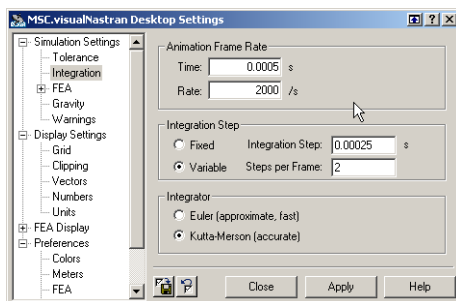 MSC.visualNastran Desktop Settings
Simulation Settings
Tolerance
Integration
FEA
Gravity
Warnings
Display Settings
Grid
Clipping
Vectors
Numbers
Units
FEA Display
Preferences
Colors
Meters
FEA
Animation Frame Rate
Time: 0.0005 s
Rate: 2000 /s
Integration Step
Fixed Integration Step: 0.00025 s
Variable Steps per Frame: 2
Integrator
Euler (approximate, fast)
Kutta-Merson (accurate)
Close Apply Help